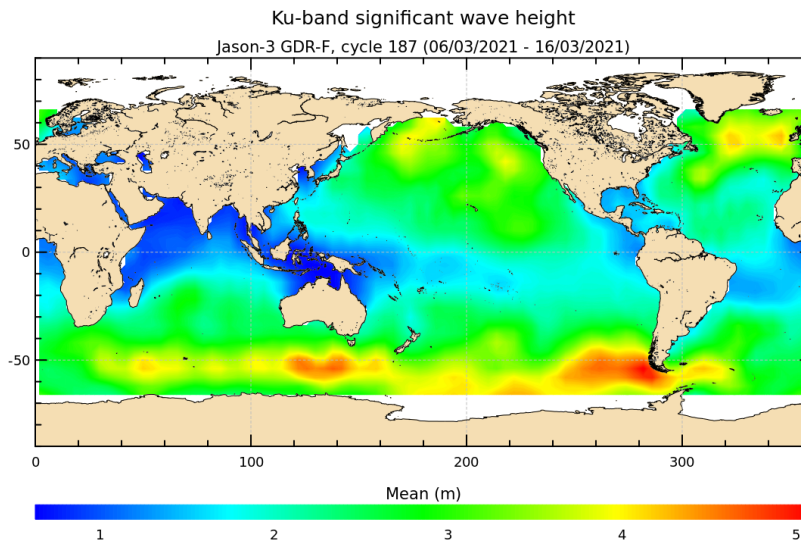 Ku-band significant wave height
Jason-3 GDR-F, cycle 187 (06/03/2021 - 16/03/2021)
50
0
-50
0 100 200 300
Mean (m)
1 2 3 4 5